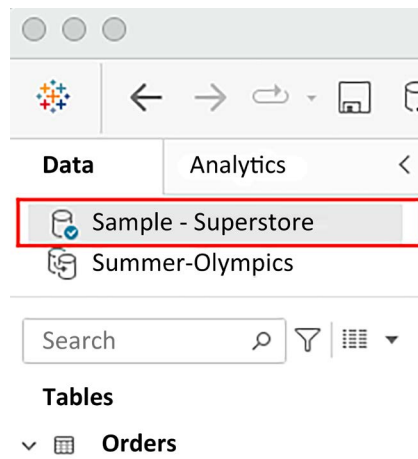 Data Analytics
Sample - Superstore
Summer-Olympics
Search
Tables
Orders